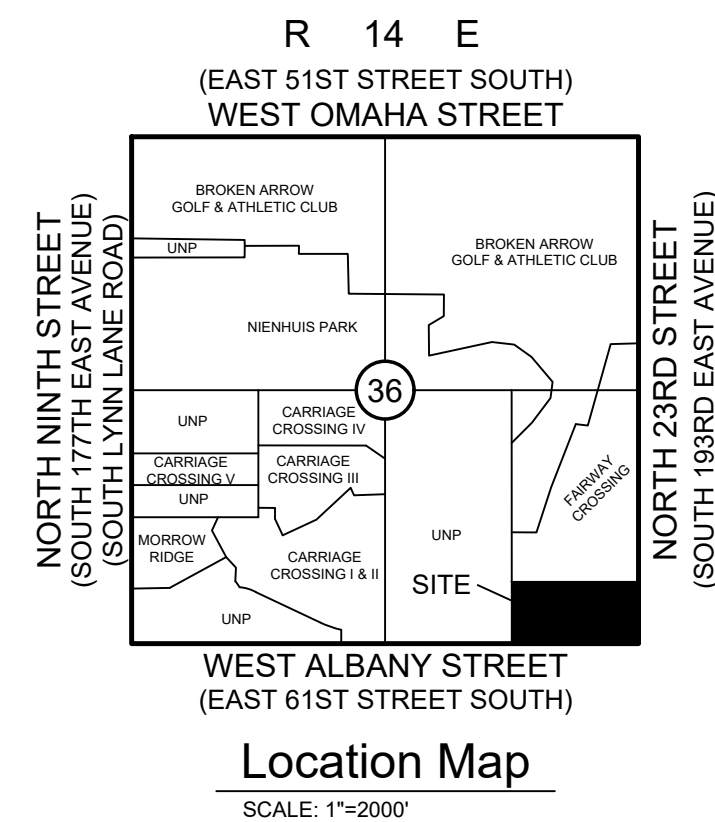 R 14 E
(EAST 51ST STREET SOUTH)
WEST OMAHA STREET
NORTH NINTH STREET
(SOUTH 177TH EAST AVENUE)
(SOUTH LYNN LANE ROAD)
BROKEN ARROW
GOLF & ATHLETIC CLUB
UNP
NIENHUIS PARK
BROKEN ARROW
GOLF & ATHLETIC CLUB
36
UNP
CARRIAGE
CROSSING IV
CARRIAGE
CROSSING V
CARRIAGE
CROSSING III
UNP
MORROW
RIDGE
CARRIAGE
CROSSING I & II
UNP
UNP
SITE
FAIRWAY
CROSSING
NORTH 23RD STREET
(SOUTH 193RD EAST AVENUE)
WEST ALBANY STREET
(EAST 61ST STREET SOUTH)
Location Map
SCALE: 1"=2000'